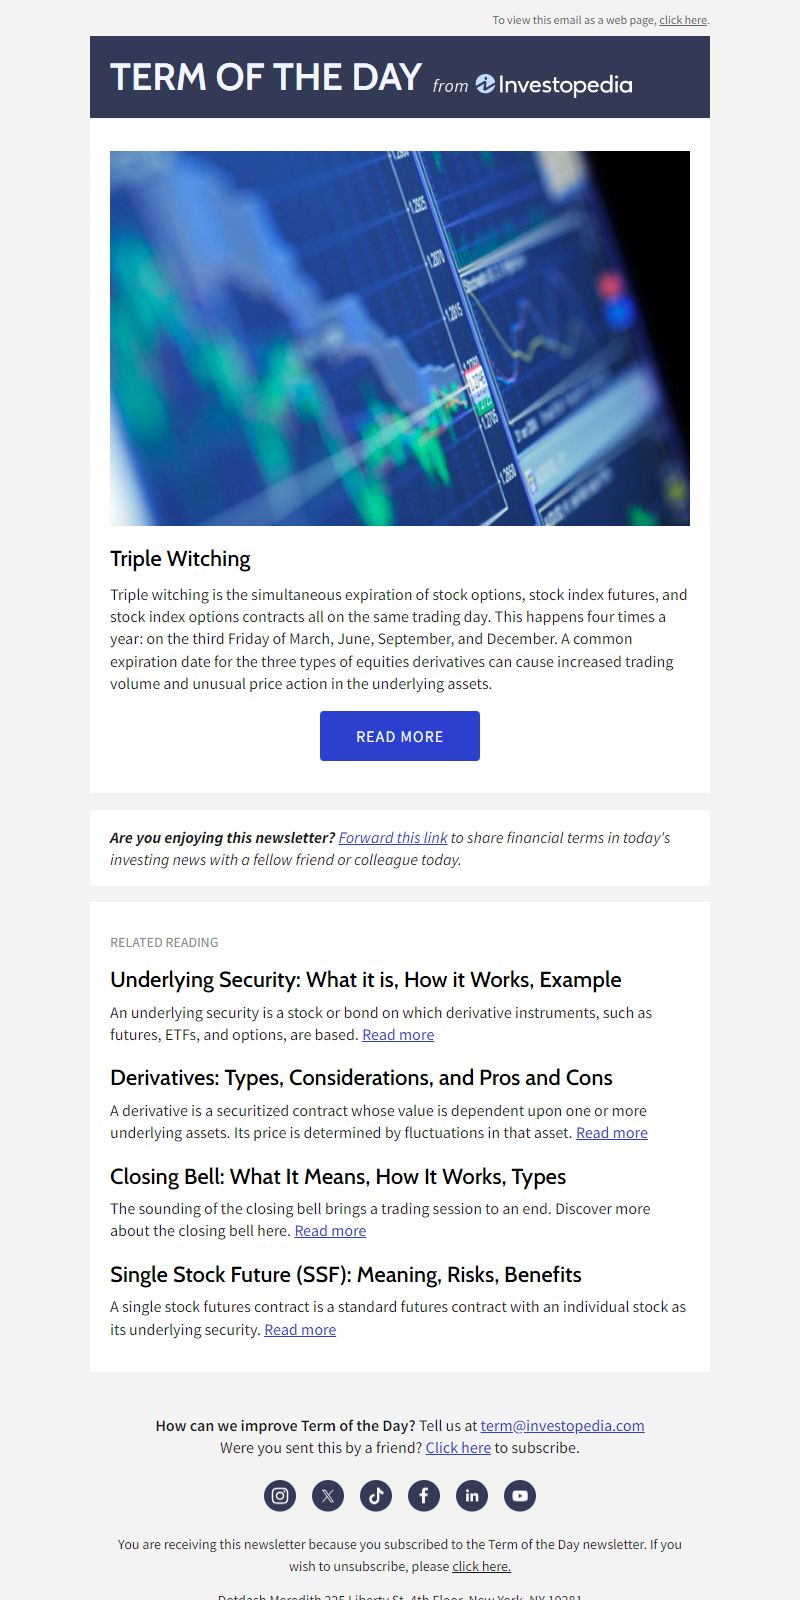 To view this email as a web page, click here.
TERM OF THE DAY from Investopedia
1.2925
1.2870
1.2815
1.2705
1.2650
Triple Witching
Triple witching is the simultaneous expiration of stock options, stock index futures, and
stock index options contracts all on the same trading day. This happens four times a
year: on the third Friday of March, June, September, and December. A common
expiration date for the three types of equities derivatives can cause increased trading
volume and unusual price action in the underlying assets.
READ MORE
Are you enjoying this newsletter? Forward this link to share financial terms in today's
investing news with a fellow friend or colleague today.
RELATED READING
Underlying Security: What it is, How it Works, Example
An underlying security is a stock or bond on which derivative instruments, such as
futures, ETFs, and options, are based. Read more
Derivatives: Types, Considerations, and Pros and Cons
A derivative is a securitized contract whose value is dependent upon one or more
underlying assets. Its price is determined by fluctuations in that asset. Read more
Closing Bell: What It Means, How It Works, Types
The sounding of the closing bell brings a trading session to an end. Discover more
about the closing bell here. Read more
Single Stock Future (SSF): Meaning, Risks, Benefits
A single stock futures contract is a standard futures contract with an individual stock as
its underlying security. Read more
How can we improve Term of the Day? Tell us at term@investopedia.com
Were you sent this by a friend? Click here to subscribe.
You are receiving this newsletter because you subscribed to the Term of the Day newsletter. If you
wish to unsubscribe, please click here.
Dotdash Meredith 225 Liberty St, 4th Floor, New York, NY 10281